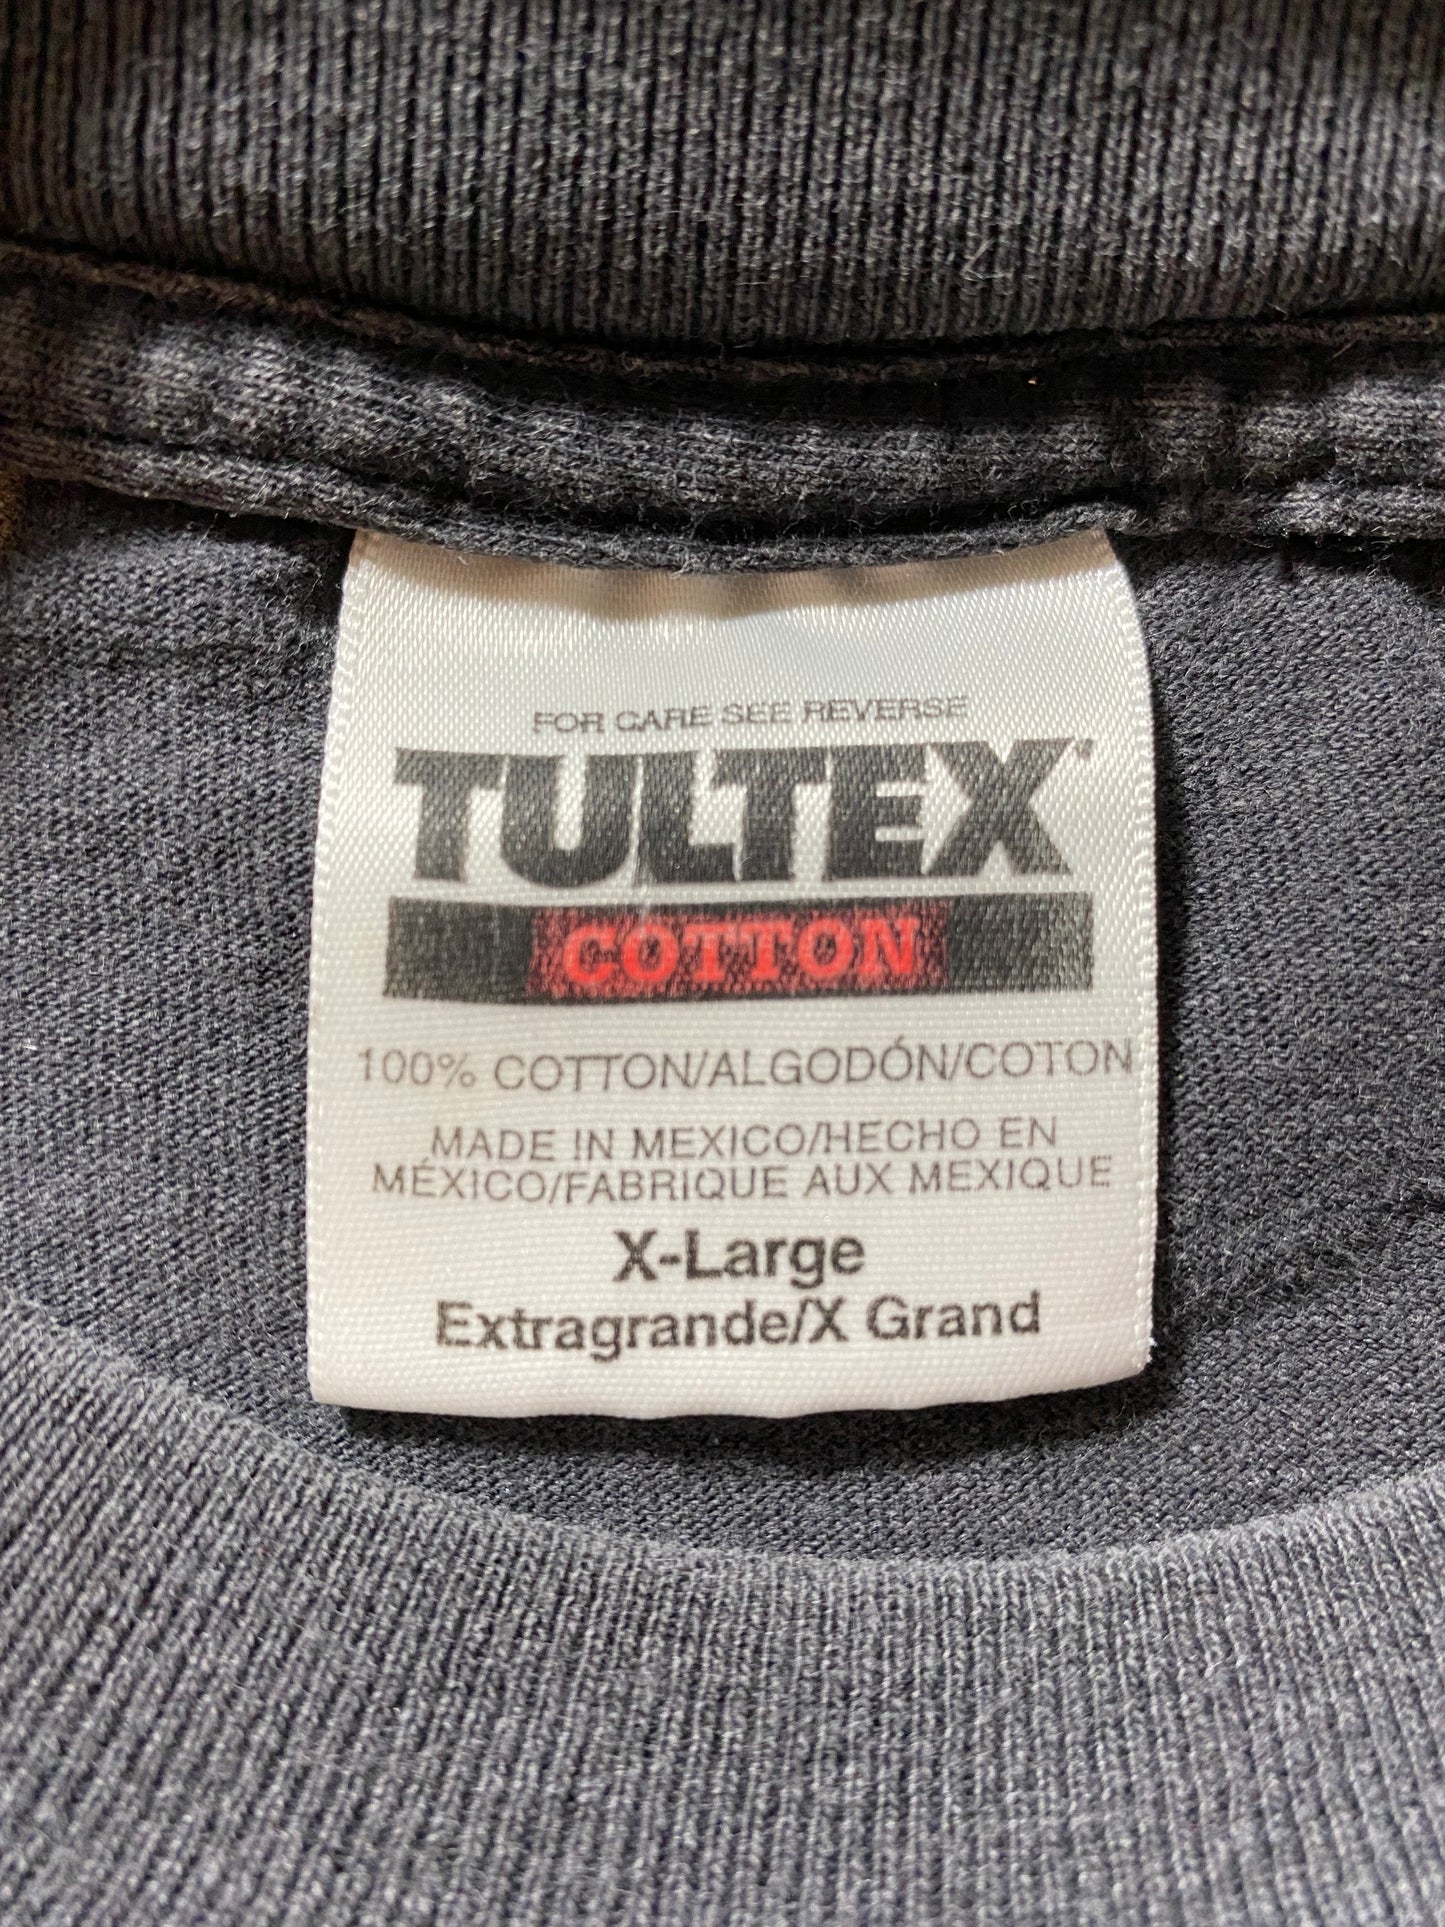 FOR CARE SEE REVERSE
TULTEX
COTTON
100% COTTON/ALGODÓN/COTON
MADE IN MEXICO/HECHO EN
MÉXICO/FABRIQUE AUX MEXIQUE
X-Large
Extragrande/X Grand